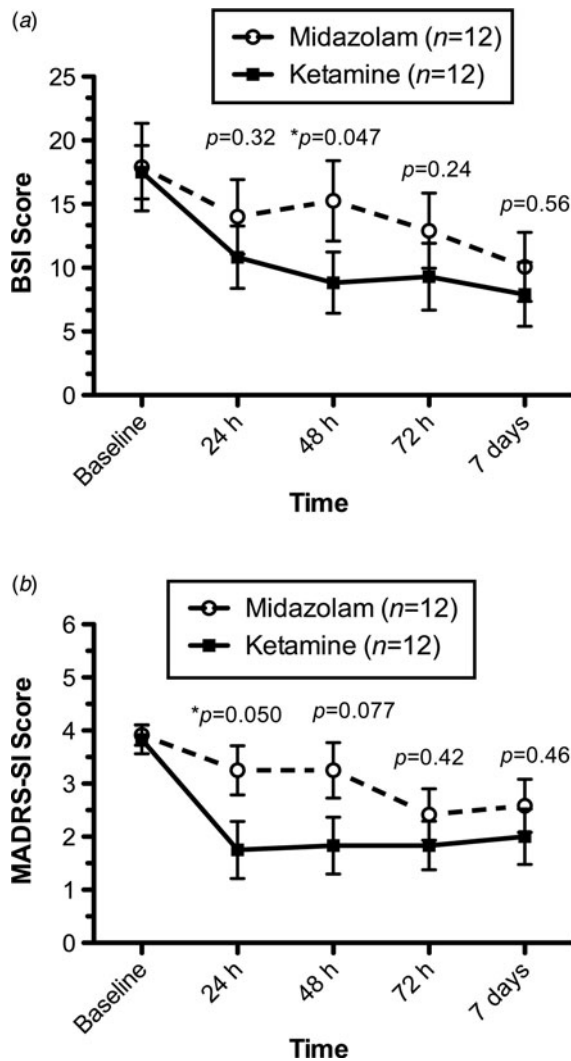 (a)
Midazolam (n=12)
Ketamine (n=12)
25
20
15
10
5
0
BSI Score
p=0.32
*p=0.047
p=0.24
p=0.56
Baseline
24 h
48 h
72 h
7 days
Time
(b)
Midazolam (n=12)
Ketamine (n=12)
6
5
4
3
2
1
0
MADRS-SI Score
*p=0.050
p=0.077
p=0.42
p=0.46
Baseline
24 h
48 h
72 h
7 days
Time